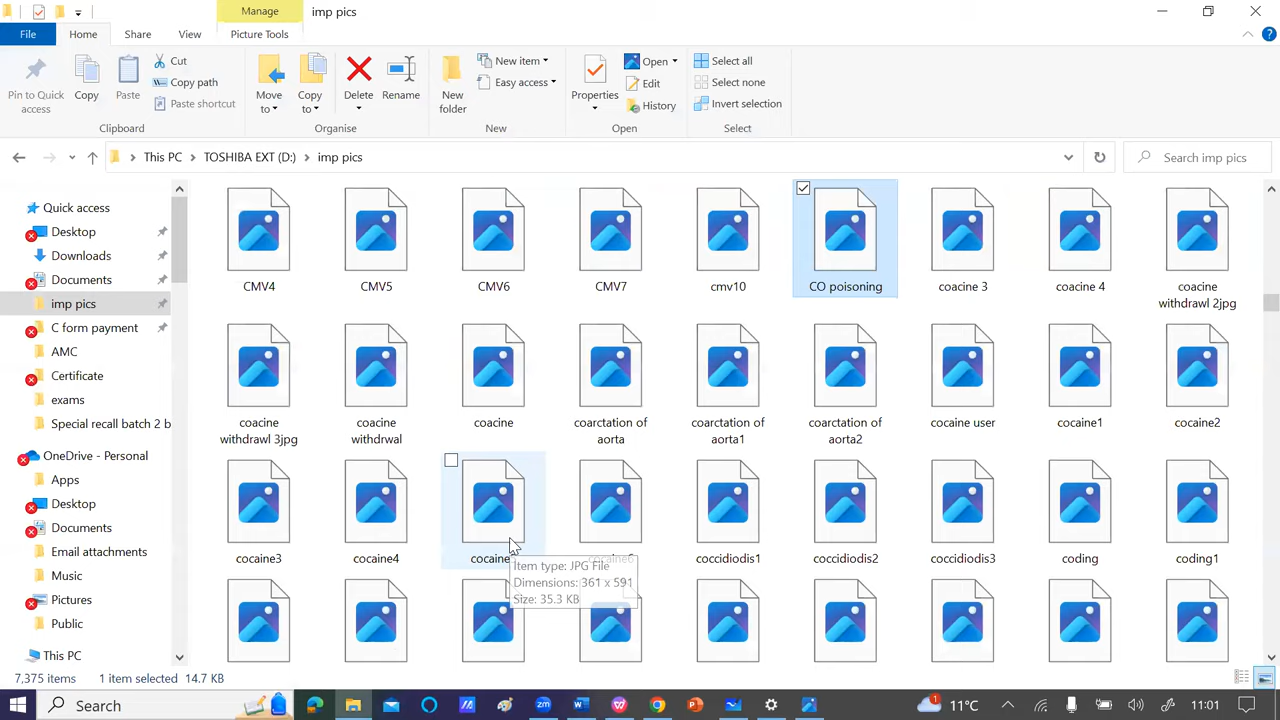 Manage
imp pics
File
Home
Share
View
Picture Tools
Pin to Quick access
Copy
Paste
Cut
Copy path
Paste shortcut
Clipboard
Move to
Copy to
Delete
Rename
Organise
New folder
New item
Easy access
New
Properties
Open
Edit
History
Open
Select all
Select none
Invert selection
Select
This PC
TOSHIBA EXT (D:)
imp pics
Search imp pics
Quick access
Desktop
Downloads
Documents
imp pics
C form payment
AMC
Certificate
exams
Special recall batch 2 b
OneDrive - Personal
Apps
Desktop
Documents
Email attachments
Music
Pictures
Public
This PC
CMV4
CMV5
CMV6
CMV7
cmv10
CO poisoning
coacine 3
coacine 4
coacine
withdrawl 2jpg
coacine
withdrawl 3jpg
coacine
withdrwal
coacine
coarctation of
aorta
coarctation of
aorta1
coarctation of
aorta2
cocaine user
cocaine1
cocaine2
cocaine3
cocaine4
cocaine
coccidiodis1
coccidiodis2
coccidiodis3
coding
coding1
Item type: JPG File
Dimensions: 361 x 591
Size: 35.3 KB
7,375 items
1 item selected 14.7 KB
Search
zm
1
11°C
11:01